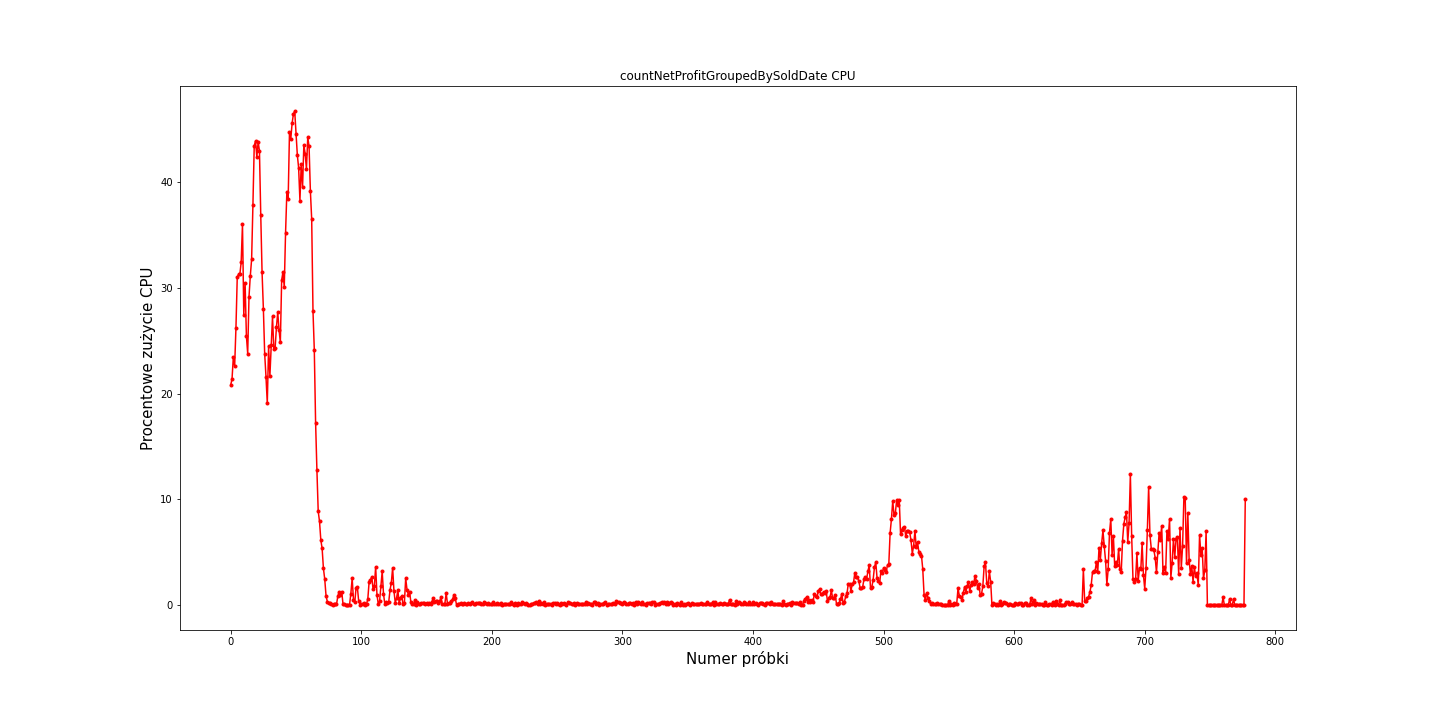 countNetProfitGroupedBySoldDate CPU
Procentowe zużycie CPU
40
30
20
10
0
0 100 200 300 400 500 600 700 800
Numer próbki